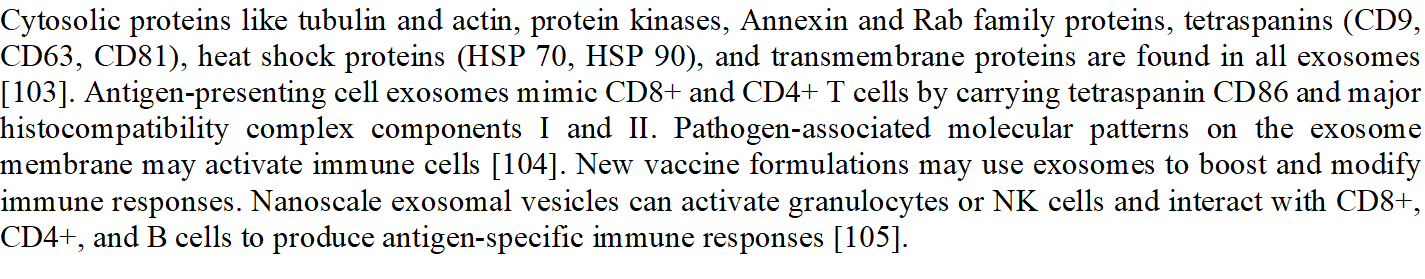 Cytosolic proteins like tubulin and actin, protein kinases, Annexin and Rab family proteins, tetraspanins (CD9,
CD63, CD81), heat shock proteins (HSP 70, HSP 90), and transmembrane proteins are found in all exosomes
[103]. Antigen-presenting cell exosomes mimic CD8+ and CD4+ T cells by carrying tetraspanin CD86 and major
histocompatibility complex components I and II. Pathogen-associated molecular patterns on the exosome
membrane may activate immune cells [104]. New vaccine formulations may use exosomes to boost and modify
immune responses. Nanoscale exosomal vesicles can activate granulocytes or NK cells and interact with CD8+,
CD4+, and B cells to produce antigen-specific immune responses [105].